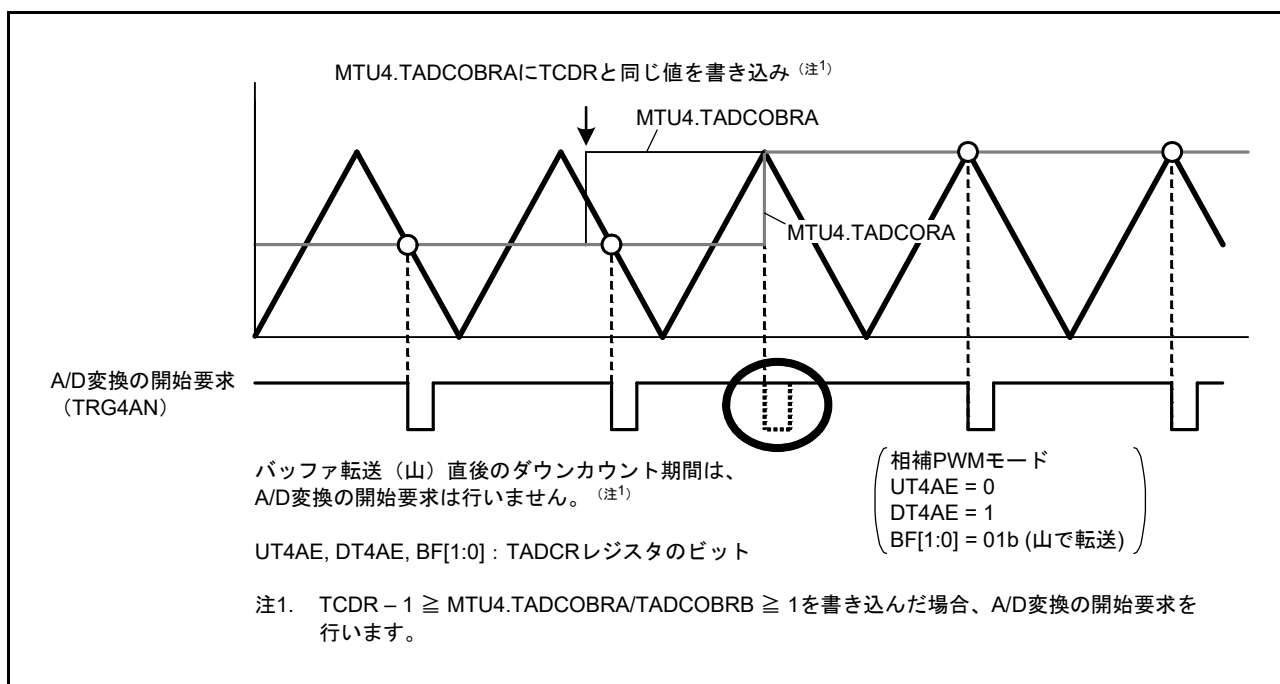 MTU4.TADCOBRAにTCDRと同じ値を書き込み（注1）
MTU4.TADCOBRA
MTU4.TADCORA
A/D変換の開始要求
（TRG4AN）
バッファ転送（山）直後のダウンカウント期間は、
A/D変換の開始要求は行いません。（注1）
相補PWMモード
UT4AE = 0
DT4AE = 1
BF[1:0] = 01b (山で転送)
UT4AE, DT4AE, BF[1:0]：TADCRレジスタのビット
注1. TCDR – 1 ≧ MTU4.TADCOBRA/TADCOBRB ≧ 1を書き込んだ場合、A/D変換の開始要求を
行います。